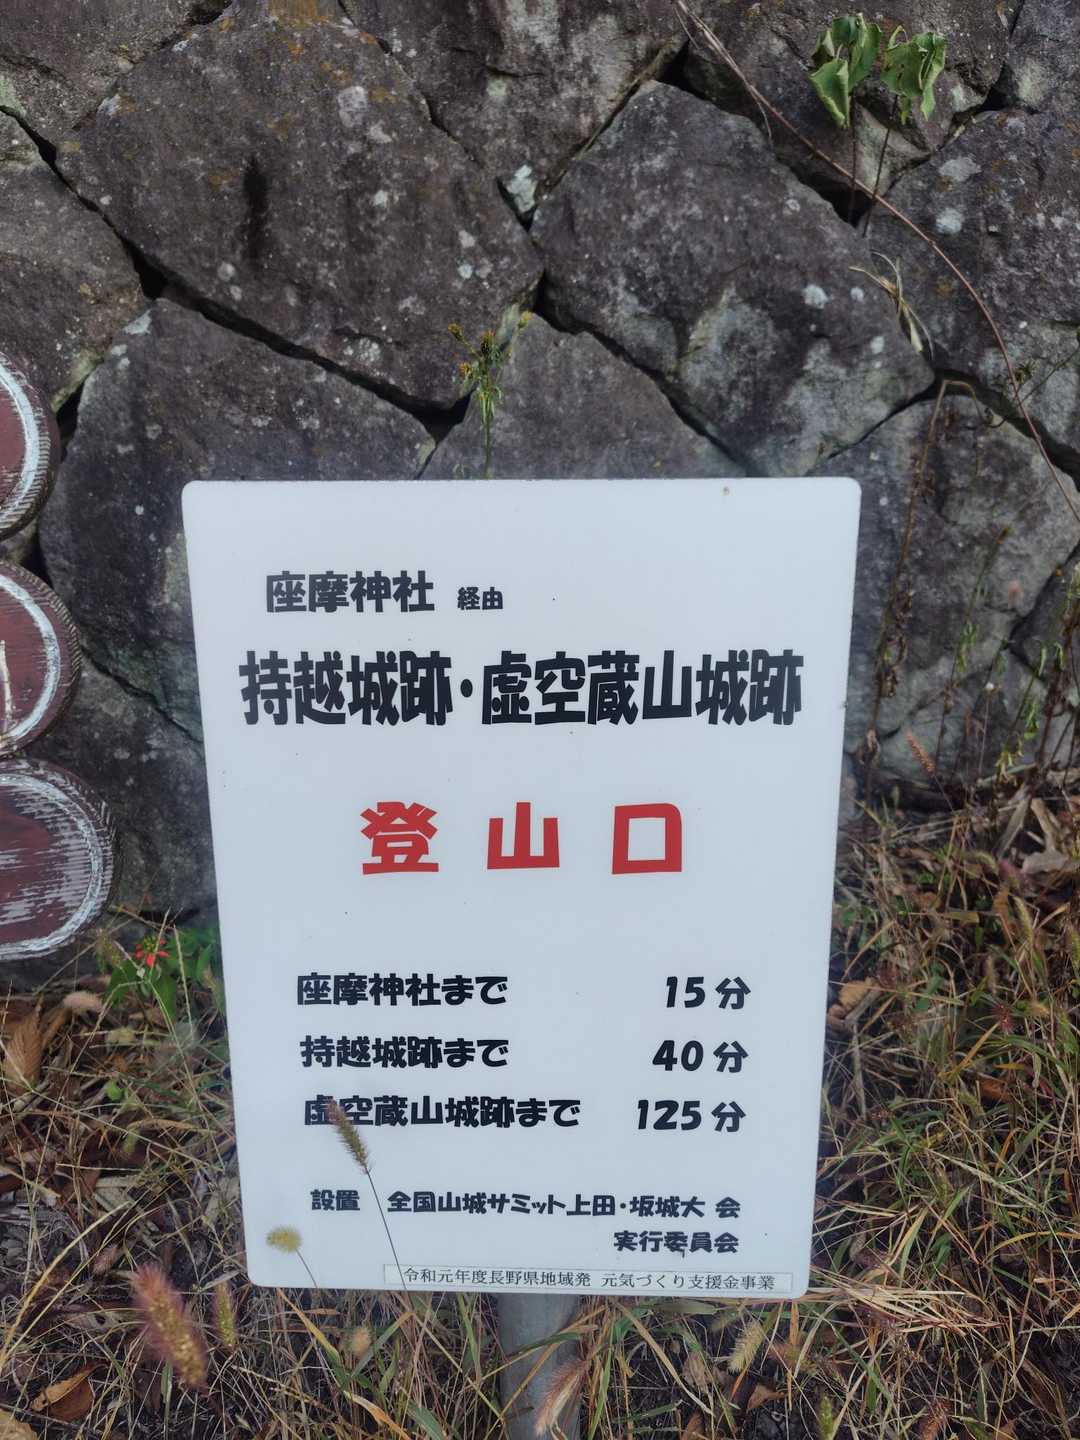 座摩神社 経由
持越城跡・虚空蔵山城跡
登山口
座摩神社まで 15分
持越城跡まで 40分
虚空蔵山城跡まで 125分
設置 全国山城サミット上田・坂城大会
実行委員会
令和元年度長野県地域発 元気づくり支援金事業